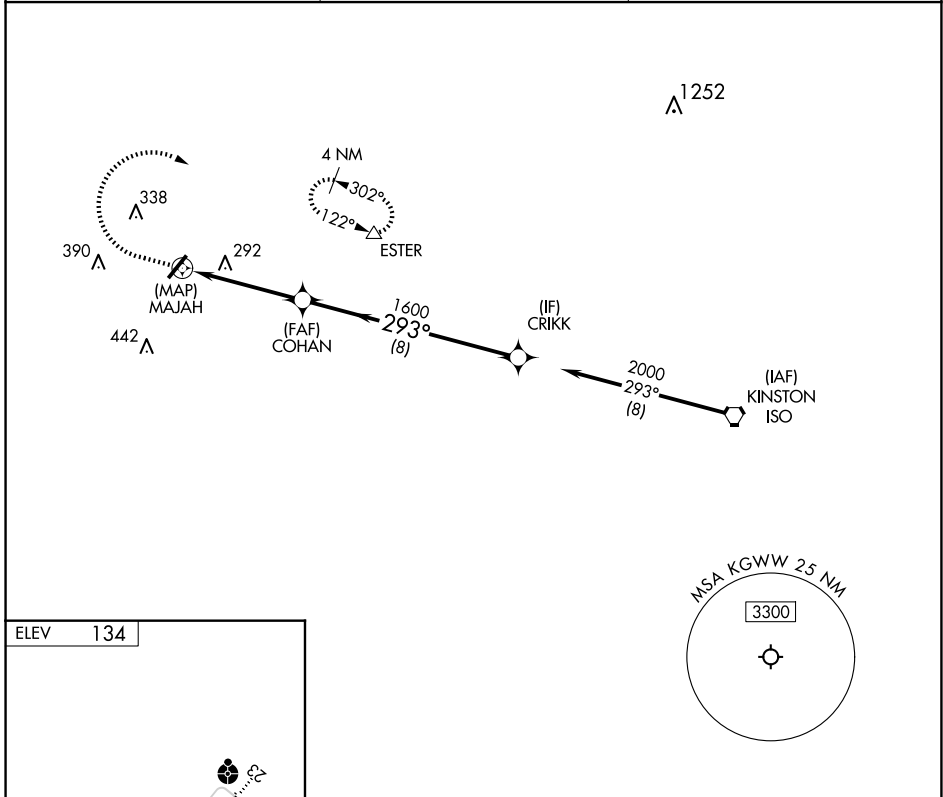 1252
4 NM
302°
122°
ESTER
338
390
292
(MAP)
MAJAH
442
(FAF)
COHAN
1600
293°
(8)
(IF)
CRIKK
2000
293°
(8)
(IAF)
KINSTON
ISO
MSA KGWW 25 NM
3300
ELEV 134
23